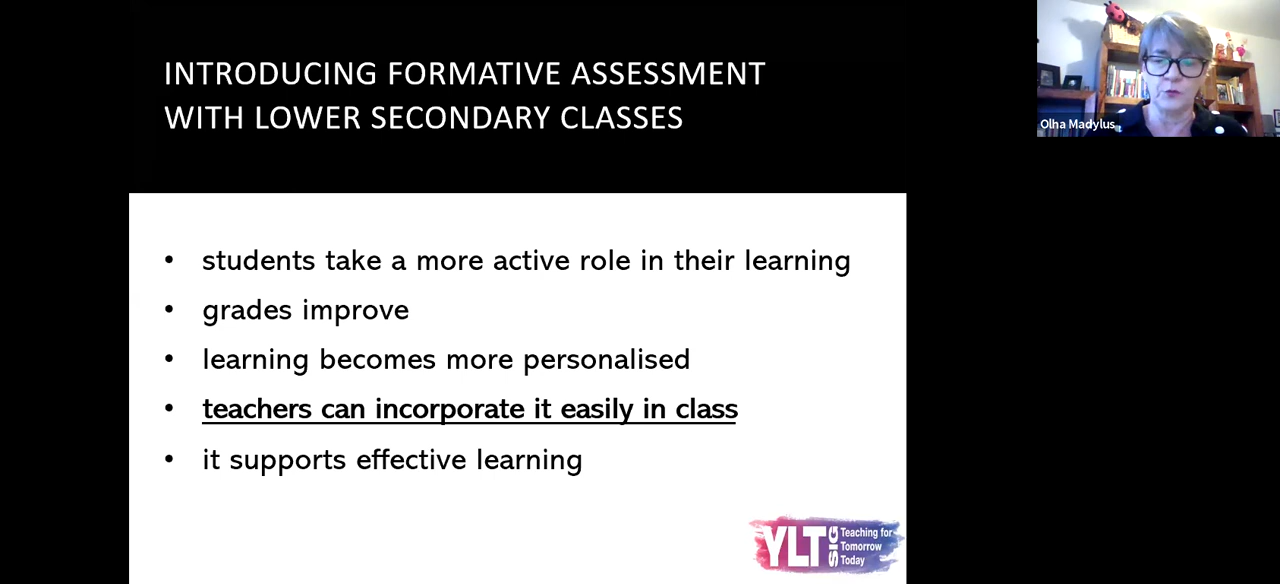 INTRODUCING FORMATIVE ASSESSMENT
WITH LOWER SECONDARY CLASSES
Olha Madylus
• students take a more active role in their learning
• grades improve
• learning becomes more personalised
• teachers can incorporate it easily in class
• it supports effective learning
YLT SIG
Teaching for
Tomorrow
Today